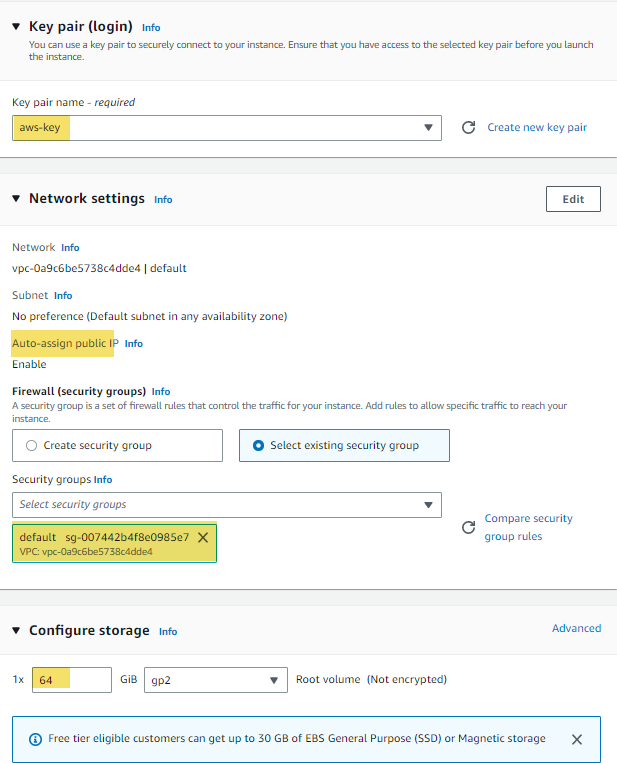 Key pair (login) Info
You can use a key pair to securely connect to your instance. Ensure that you have access to the selected key pair before you launch
the instance.
Key pair name - required
aws-key
Create new key pair
Network settings Info
Edit
Network Info
vpc-0a9c6be5738c4dde4 | default
Subnet Info
No preference (Default subnet in any availability zone)
Auto-assign public IP Info
Enable
Firewall (security groups) Info
A security group is a set of firewall rules that control the traffic for your instance. Add rules to allow specific traffic to reach your
instance.
Create security group
Select existing security group
Security groups Info
Select security groups
default sg-007442b4f8e0985e7
VPC: vpc-0a9c6be5738c4dde4
Compare security
group rules
Configure storage Info
Advanced
1x 64 GiB gp2 Root volume (Not encrypted)
Free tier eligible customers can get up to 30 GB of EBS General Purpose (SSD) or Magnetic storage